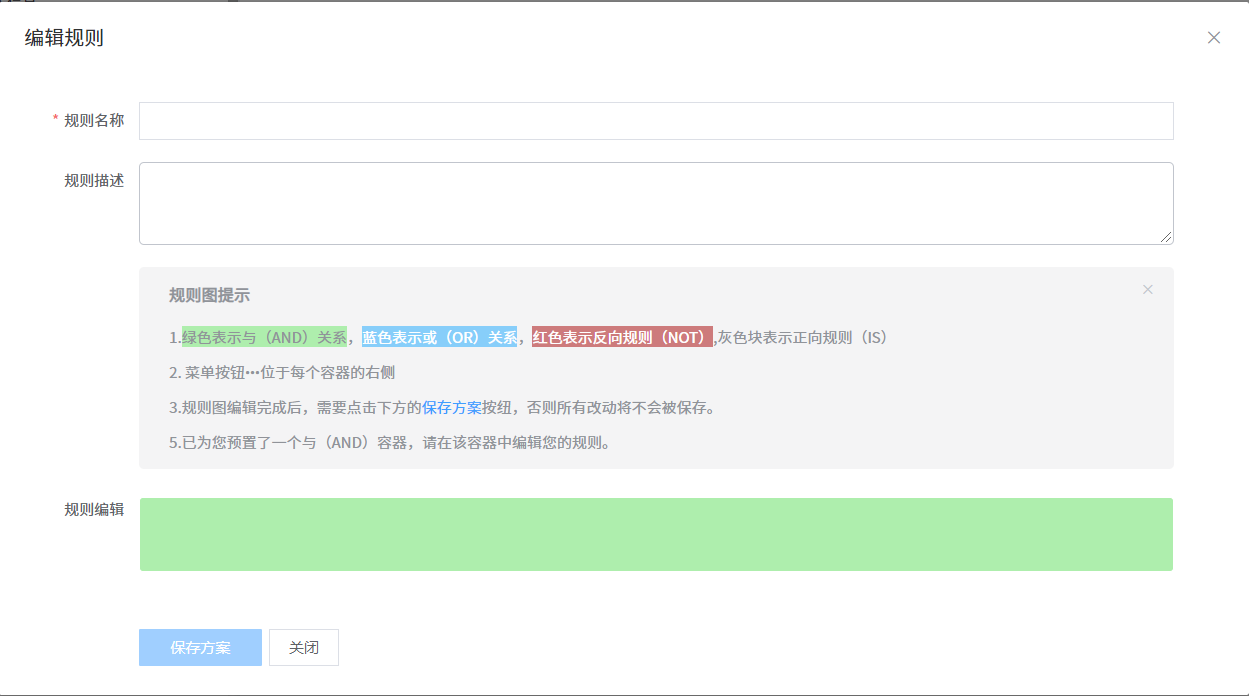 编辑规则
* 规则名称
规则描述
规则图提示
1.绿色表示与（AND）关系，蓝色表示或（OR）关系，红色表示反向规则（NOT）,灰色块表示正向规则（IS）
2. 菜单按钮···位于每个容器的右侧
3.规则图编辑完成后，需要点击下方的保存方案按纽，否则所有改动将不会被保存。
5.已为您预置了一个与（AND）容器，请在该容器中编辑您的规则。
规则编辑
保存方案 关闭